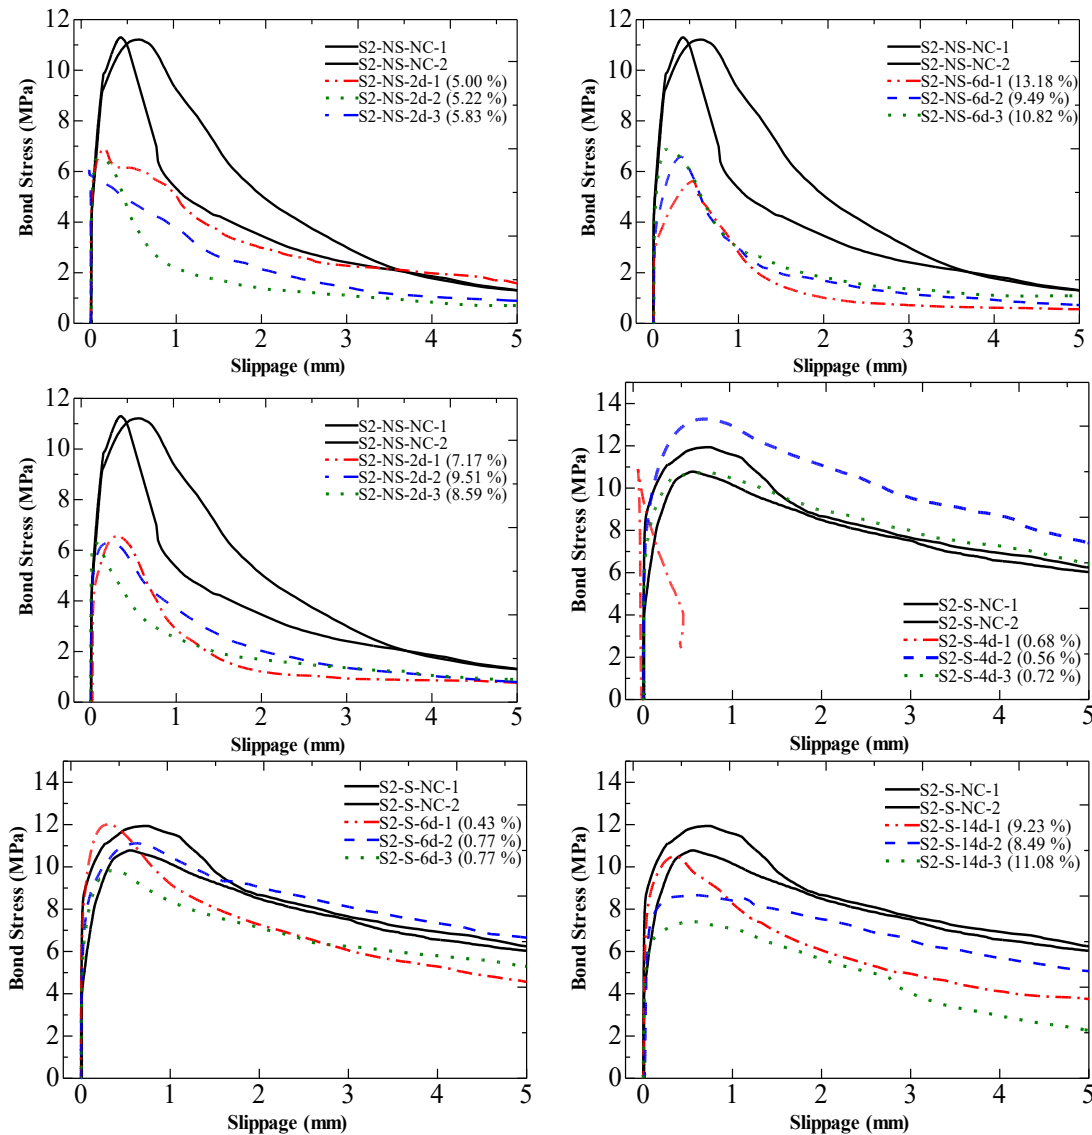 12
10
8
6
4
2
0
Bond Stress (MPa)
S2-NS-NC-1
S2-NS-NC-2
S2-NS-2d-1 (5.00 %)
S2-NS-2d-2 (5.22 %)
S2-NS-2d-3 (5.83 %)
0 1 2 3 4 5
Slippage (mm)
12
10
8
6
4
2
0
Bond Stress (MPa)
S2-NS-NC-1
S2-NS-NC-2
S2-NS-6d-1 (13.18 %)
S2-NS-6d-2 (9.49 %)
S2-NS-6d-3 (10.82 %)
0 1 2 3 4 5
Slippage (mm)
12
10
8
6
4
2
0
Bond Stress (MPa)
S2-NS-NC-1
S2-NS-NC-2
S2-NS-2d-1 (7.17 %)
S2-NS-2d-2 (9.51 %)
S2-NS-2d-3 (8.59 %)
0 1 2 3 4 5
Slippage (mm)
14
12
10
8
6
4
2
0
Bond Stress (MPa)
S2-S-NC-1
S2-S-NC-2
S2-S-4d-1 (0.68 %)
S2-S-4d-2 (0.56 %)
S2-S-4d-3 (0.72 %)
0 1 2 3 4 5
Slippage (mm)
14
12
10
8
6
4
2
0
Bond Stress (MPa)
S2-S-NC-1
S2-S-NC-2
S2-S-6d-1 (0.43 %)
S2-S-6d-2 (0.77 %)
S2-S-6d-3 (0.77 %)
0 1 2 3 4 5
Slippage (mm)
14
12
10
8
6
4
2
0
Bond Stress (MPa)
S2-S-NC-1
S2-S-NC-2
S2-S-14d-1 (9.23 %)
S2-S-14d-2 (8.49 %)
S2-S-14d-3 (11.08 %)
0 1 2 3 4 5
Slippage (mm)